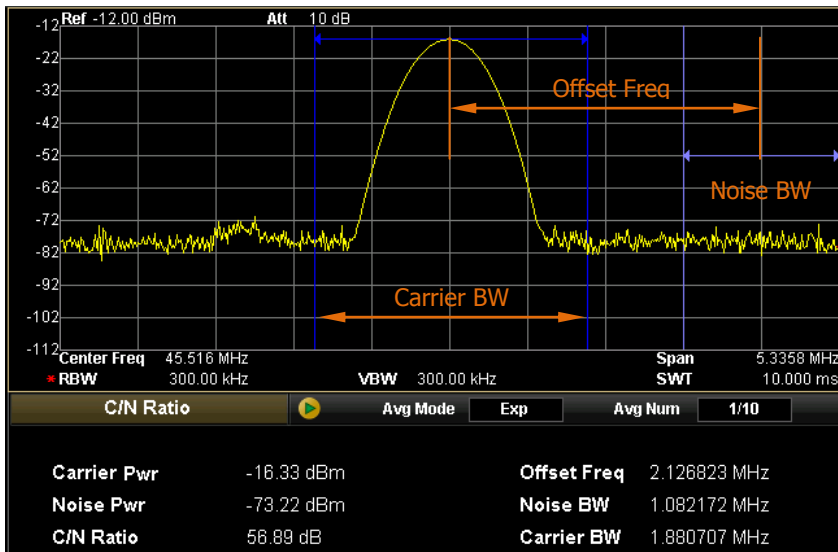 Ref -12.00 dBm Att 10 dB
-12
-22
-32
-42
-52
-62
-72
-82
-92
-102
-112
Offset Freq
Noise BW
Carrier BW
Center Freq 45.516 MHz Span 5.3358 MHz
*RBW 300.00 kHz VBW 300.00 kHz SWT 10.000 ms
C/N Ratio Avg Mode Exp Avg Num 1/10
Carrier Pwr -16.33 dBm Offset Freq 2.126823 MHz
Noise Pwr -73.22 dBm Noise BW 1.082172 MHz
C/N Ratio 56.89 dB Carrier BW 1.880707 MHz